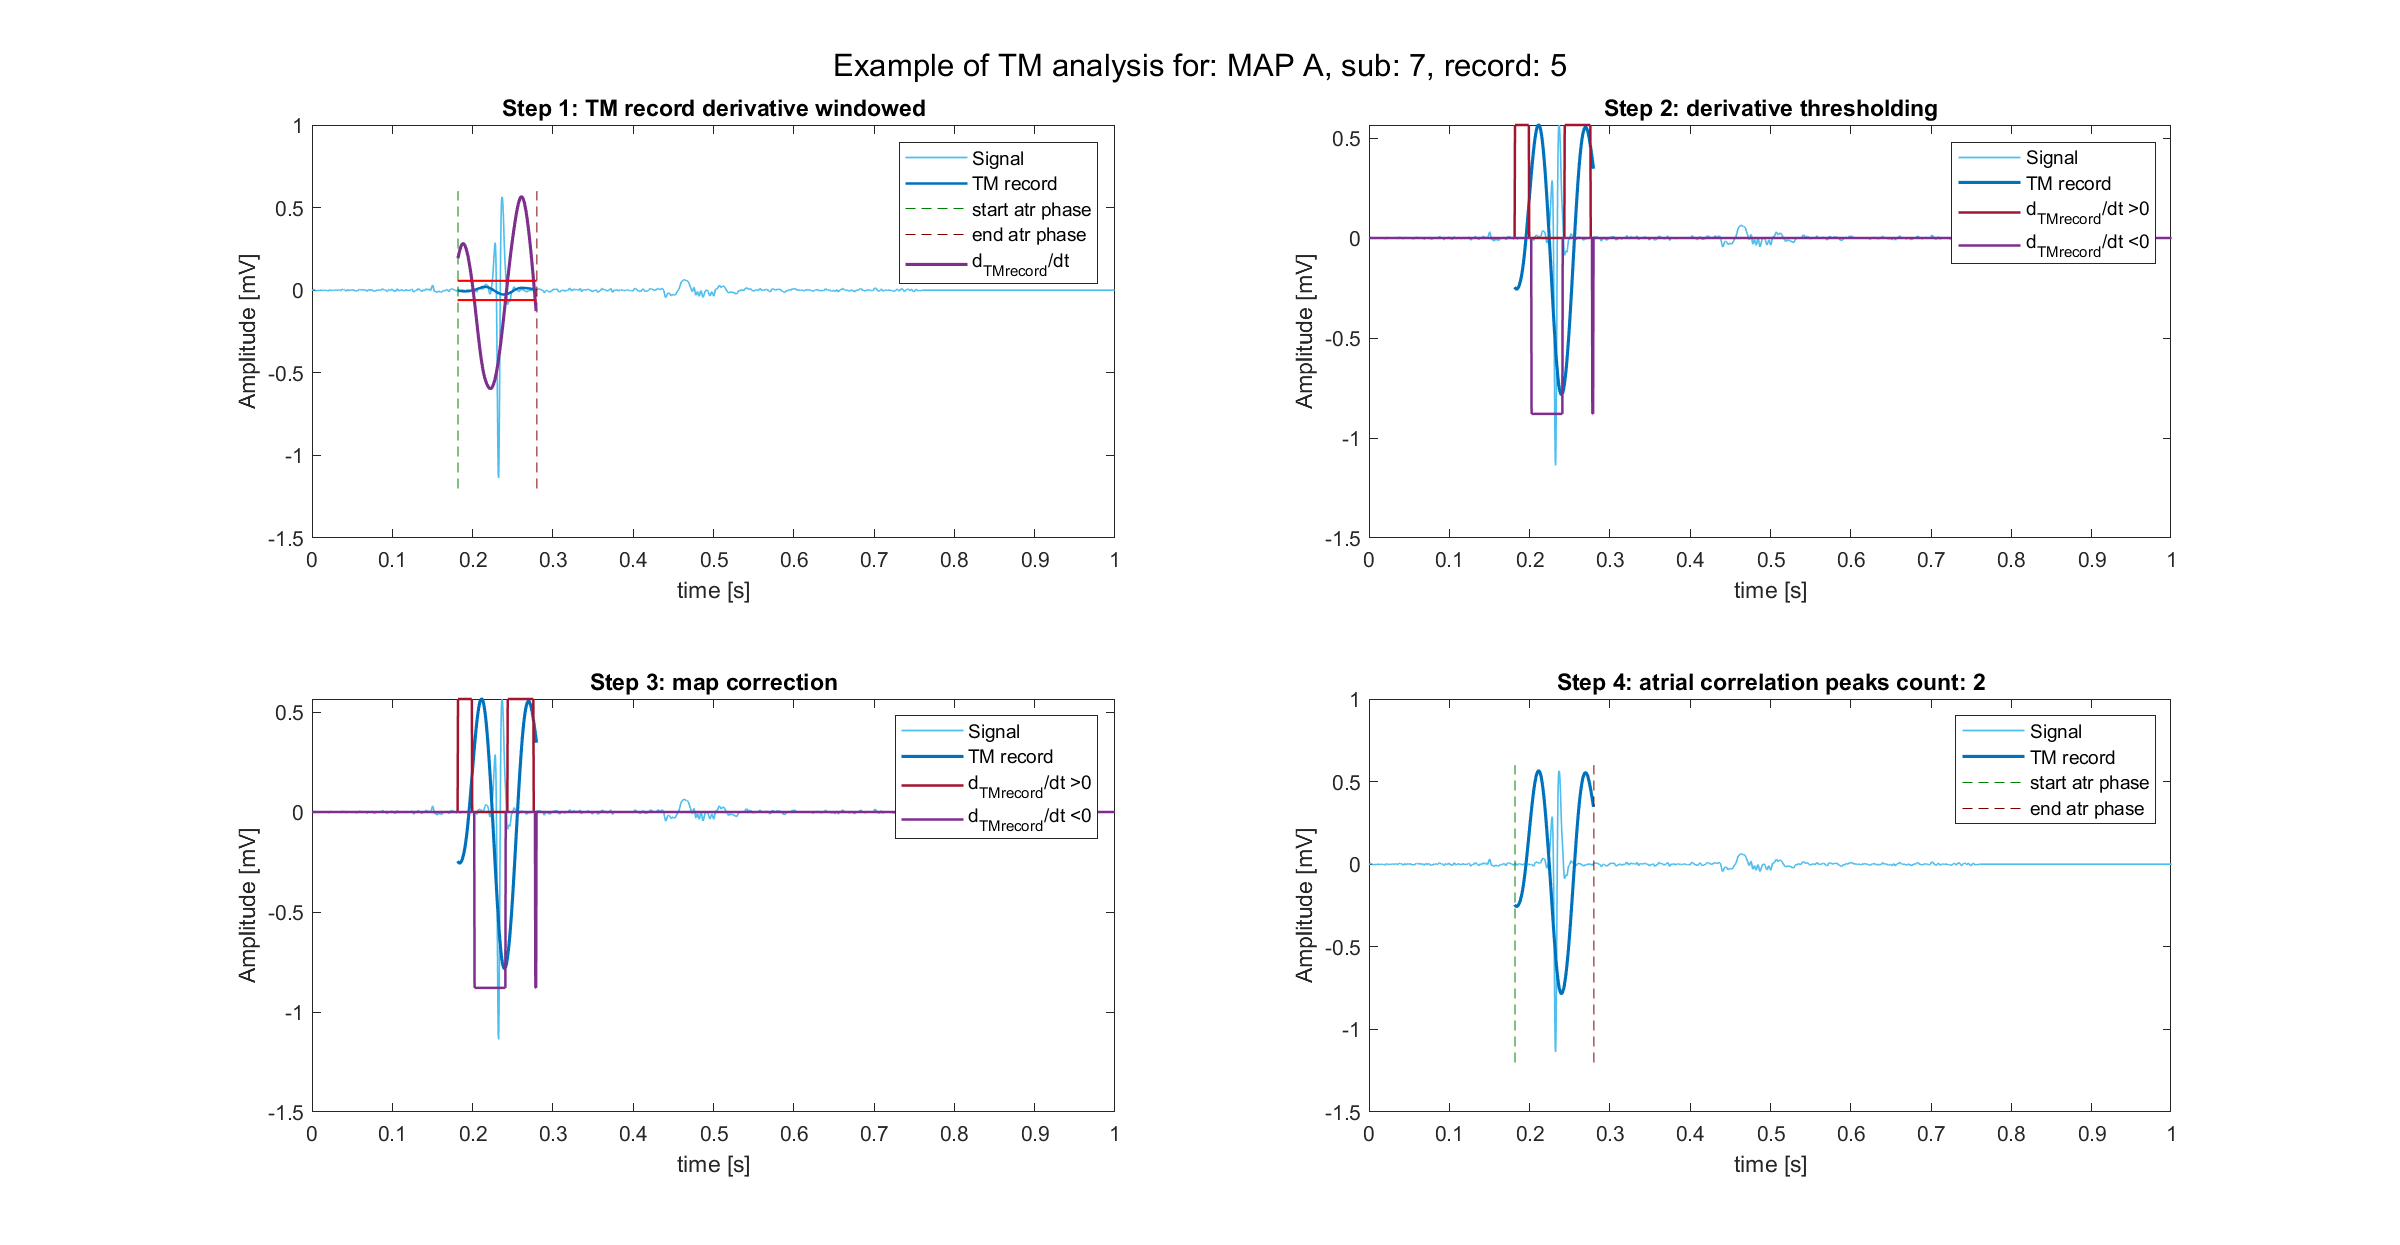 Example of TM analysis for: MAP A, sub: 7, record: 5
Step 1: TM record derivative windowed
Amplitude [mV]
1
0.5
0
-0.5
-1
-1.5
0 0.1 0.2 0.3 0.4 0.5 0.6 0.7 0.8 0.9 1
time [s]
Signal
TM record
start atr phase
end atr phase
dTMrecord/dt
Step 2: derivative thresholding
Amplitude [mV]
0.5
0
-0.5
-1
-1.5
0 0.1 0.2 0.3 0.4 0.5 0.6 0.7 0.8 0.9 1
time [s]
Signal
TM record
dTMrecord/dt >0
dTMrecord/dt <0
Step 3: map correction
Amplitude [mV]
0.5
0
-0.5
-1
-1.5
0 0.1 0.2 0.3 0.4 0.5 0.6 0.7 0.8 0.9 1
time [s]
Signal
TM record
dTMrecord/dt >0
dTMrecord/dt <0
Step 4: atrial correlation peaks count: 2
Amplitude [mV]
1
0.5
0
-0.5
-1
-1.5
0 0.1 0.2 0.3 0.4 0.5 0.6 0.7 0.8 0.9 1
time [s]
Signal
TM record
start atr phase
end atr phase